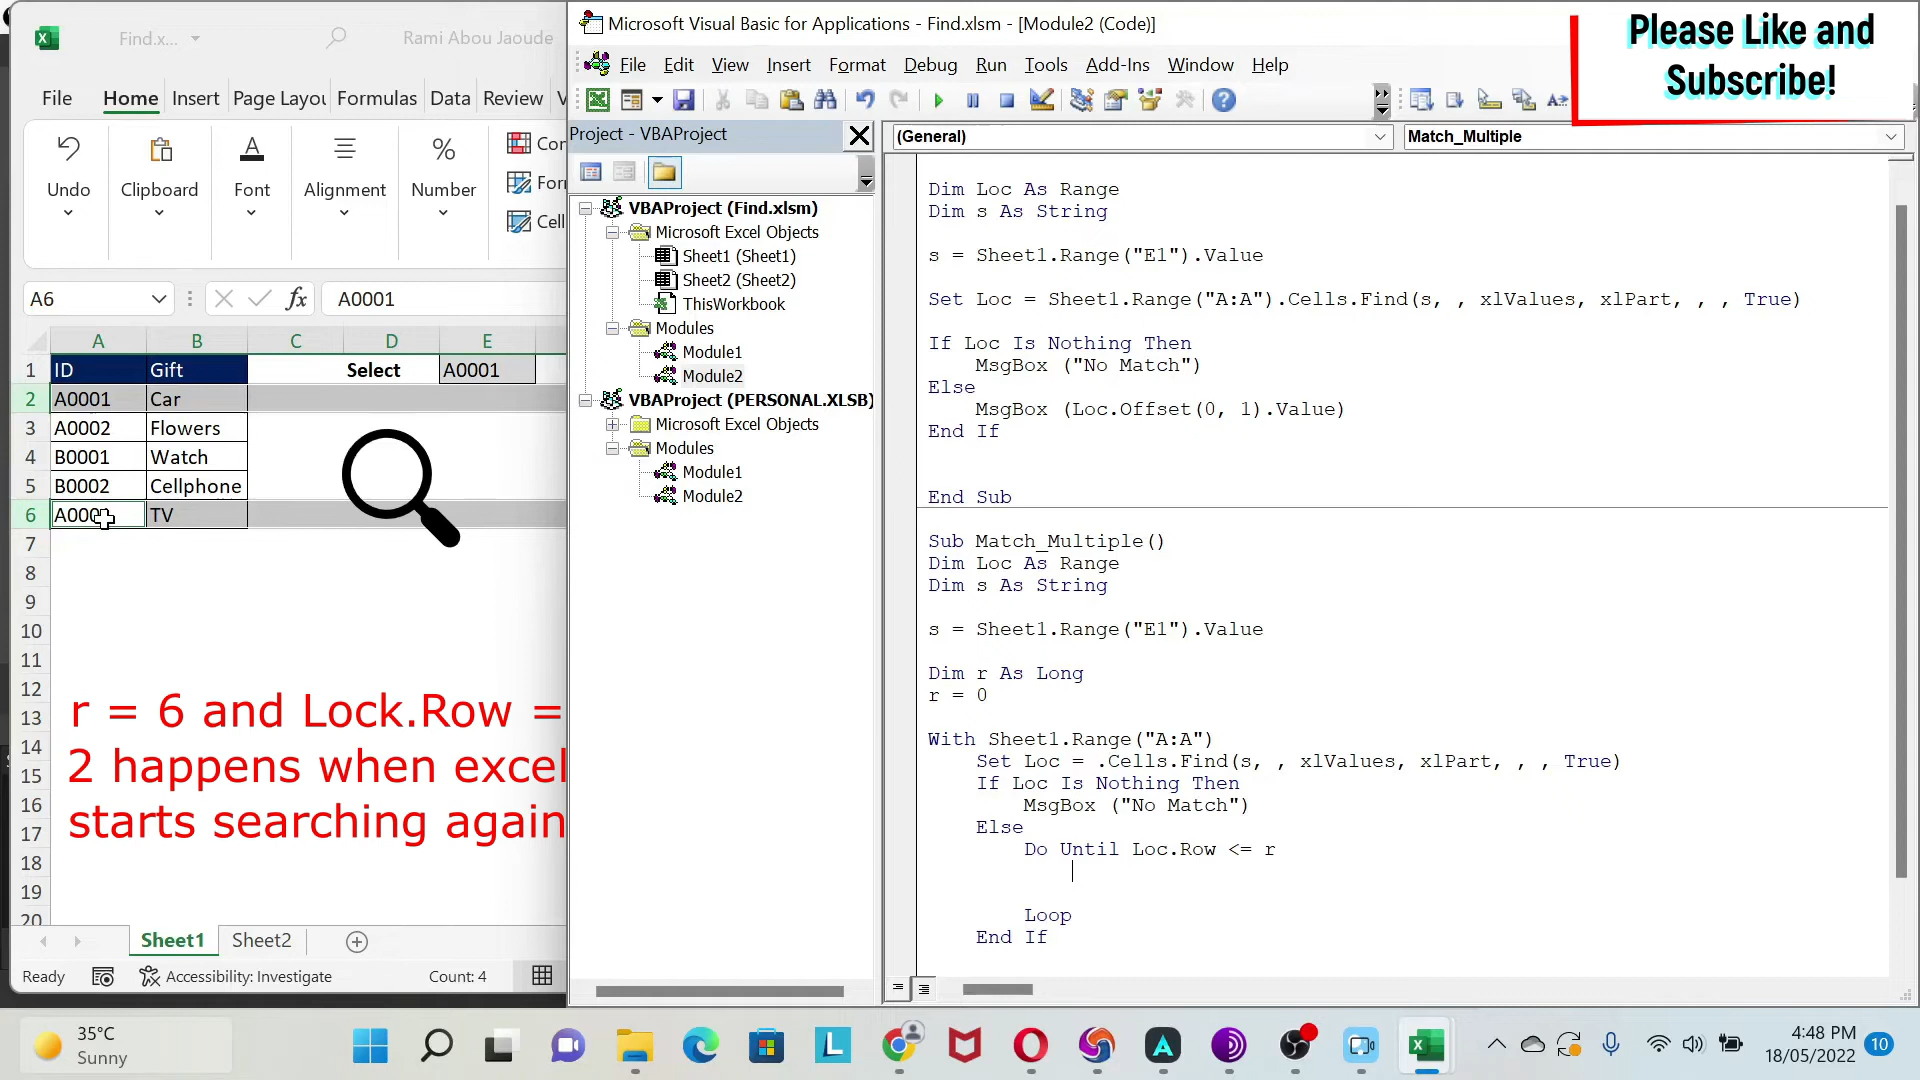 Find.x...
Rami Abou Jaoude
Microsoft Visual Basic for Applications - Find.xlsm - [Module2 (Code)]
Please Like and
Subscribe!
File Edit View Insert Format Debug Run Tools Add-Ins Window Help
File Home Insert Page Layou Formulas Data Review V
Undo
Clipboard
Font
Alignment
Number
Con
Forr
Cell
Project - VBAProject
(General)
Match_Multiple
VBAProject (Find.xlsm)
Microsoft Excel Objects
Sheet1 (Sheet1)
Sheet2 (Sheet2)
ThisWorkbook
Modules
Module1
Module2
VBAProject (PERSONAL.XLSB)
Microsoft Excel Objects
Modules
Module1
Module2
A6
fx
A0001
A B C D E
1 ID Gift Select A0001
2 A0001 Car
3 A0002 Flowers
4 B0001 Watch
5 B0002 Cellphone
6 A0001 TV
7
8
9
10
11
12
13
14
15
16
17
18
19
20
r = 6 and Lock.Row =
2 happens when excel
starts searching again
Dim Loc As Range
Dim s As String
s = Sheet1.Range("E1").Value
Set Loc = Sheet1.Range("A:A").Cells.Find(s, , xlValues, xlPart, , , True)
If Loc Is Nothing Then
MsgBox ("No Match")
Else
MsgBox (Loc.Offset(0, 1).Value)
End If
End Sub
Sub Match_Multiple()
Dim Loc As Range
Dim s As String
s = Sheet1.Range("E1").Value
Dim r As Long
r = 0
With Sheet1.Range("A:A")
Set Loc = .Cells.Find(s, , xlValues, xlPart, , , True)
If Loc Is Nothing Then
MsgBox ("No Match")
Else
Do Until Loc.Row <= r
Loop
End If
Sheet1 Sheet2
Ready
Accessibility: Investigate
Count: 4
35°C
Sunny
4:48 PM
18/05/2022
10